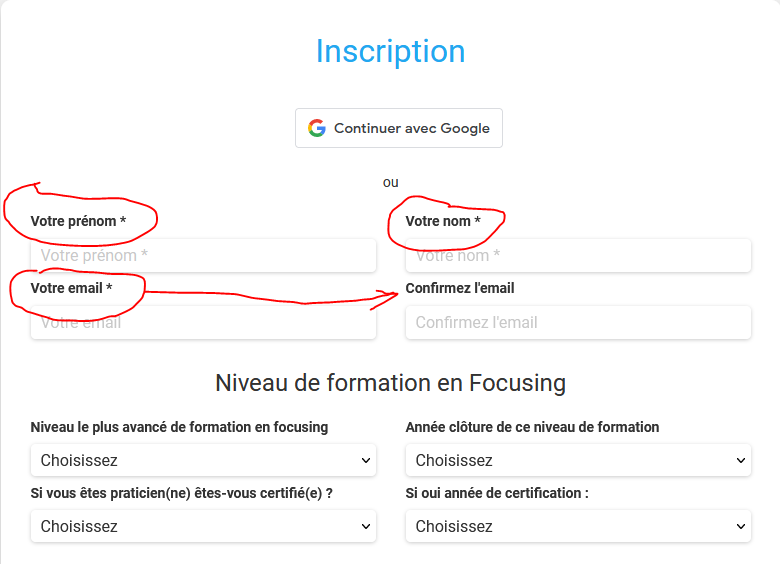 Inscription
Continuer avec Google
ou
Votre prénom *
Votre nom *
Votre prénom *
Votre nom *
Votre email *
Confirmez l'email
Votre email
Confirmez l'email
Niveau de formation en Focusing
Niveau le plus avancé de formation en focusing
Année clôture de ce niveau de formation
Choisissez
Choisissez
Si vous êtes praticien(ne) êtes-vous certifié(e) ?
Si oui année de certification :
Choisissez
Choisissez